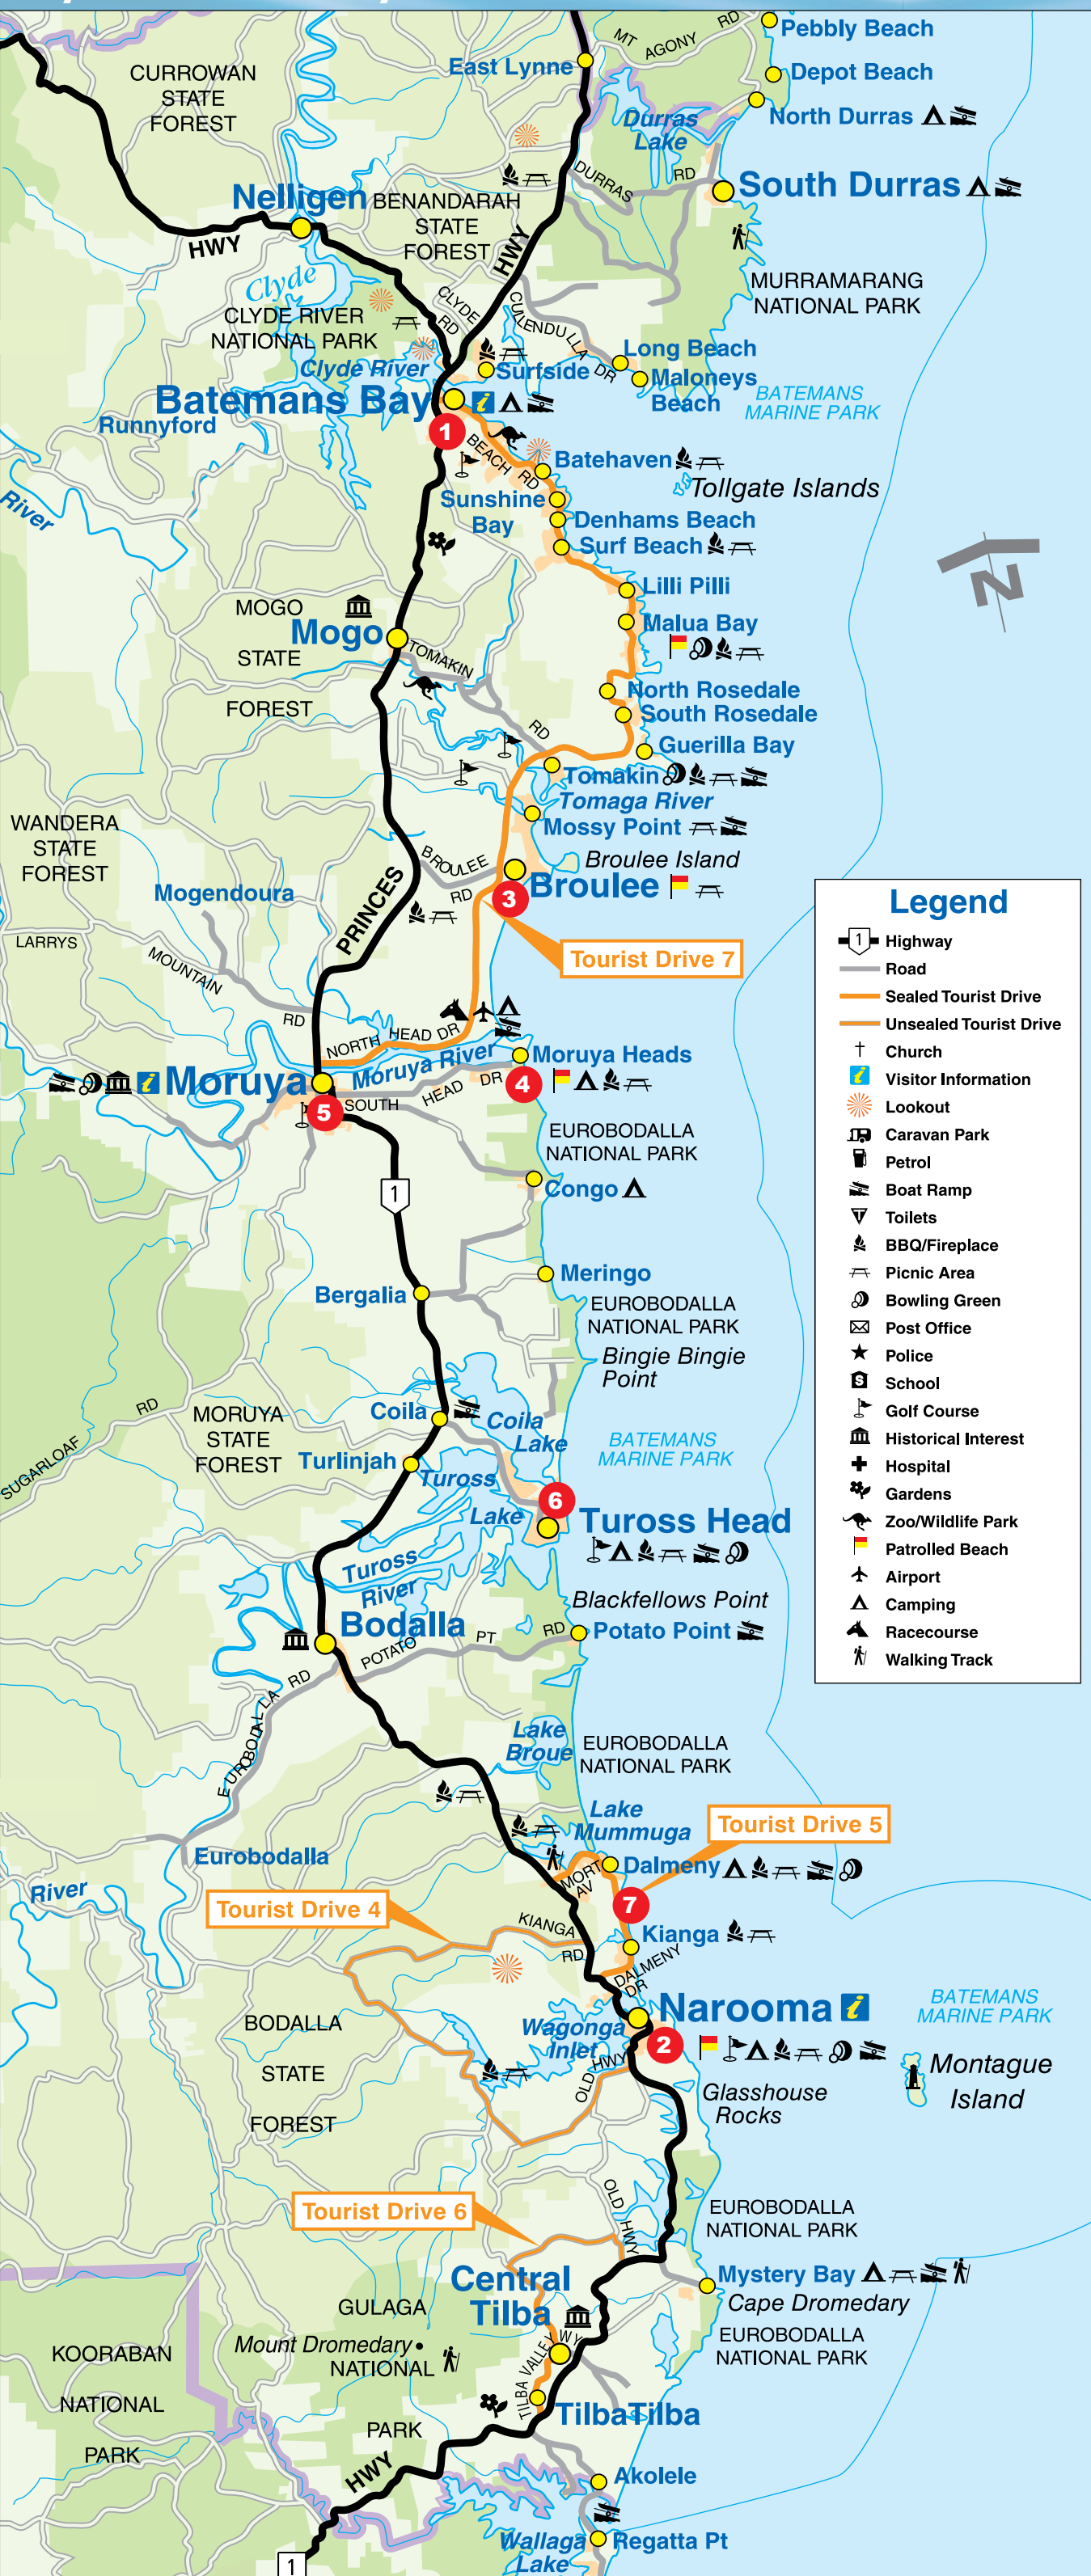 Pebbly Beach
MT AGONY RD
East Lynne
Depot Beach
CURROWAN
STATE
FOREST
North Durras
Durras
Lake
DURRAS RD
South Durras
Nelligen
BENANDARAH
STATE
FOREST
HWY
HWY
Clyde
MURRAMARANG
NATIONAL PARK
CLYDE RD
CULLENDULLA DR
CLYDE RIVER
NATIONAL PARK
Long Beach
Clyde River
Surfside
Maloneys
Beach
BATEMANS
MARINE PARK
Batemans Bay
i
Runnyford
1
BEACH RD
Batehaven
Tollgate Islands
River
Sunshine
Bay
Denhams Beach
Surf Beach
N
Lilli Pilli
MOGO
STATE
FOREST
Mogo
Malua Bay
TOMAKIN RD
North Rosedale
South Rosedale
Guerilla Bay
Tomakin
Tomaga River
Mossy Point
WANDERA
STATE
FOREST
BROULEE RD
Broulee Island
Broulee
3
Mogendoura
PRINCES
LARRYS
MOUNTAIN
RD
Tourist Drive 7
NORTH HEAD DR
Moruya River
Moruya Heads
4
i
Moruya
5
SOUTH HEAD DR
EUROBODALLA
NATIONAL PARK
Congo
1
Meringo
Bergalia
EUROBODALLA
NATIONAL PARK
Bingie Bingie
Point
Coila
Coila
Lake
MORUYA
STATE
FOREST
SUGARLOAF RD
BATEMANS
MARINE PARK
Turlinjah
Tuross
Lake
6
Tuross Head
Tuross
River
Blackfellows Point
Bodalla
POTATO PT RD
Potato Point
EUROBODALLA RD
Lake
Broue
EUROBODALLA
NATIONAL PARK
Lake
Mummuga
Tourist Drive 5
Eurobodalla
Dalmeny
MORT
AV
River
Tourist Drive 4
7
KIANGA
RD
Kianga
DALMENY
DR
Narooma
i
BATEMANS
MARINE PARK
BODALLA
STATE
FOREST
Wagonga
Inlet
2
OLD HWY
Montague
Island
Glasshouse
Rocks
OLD HWY
Tourist Drive 6
EUROBODALLA
NATIONAL PARK
Central
Tilba
Mystery Bay
Cape Dromedary
GULAGA
NATIONAL
PARK
Mount Dromedary
EUROBODALLA
NATIONAL PARK
KOORABAN
NATIONAL
PARK
TILBA VALLEY WY
TilbaTilba
HWY
Akolele
Wallaga
Lake
Regatta Pt
1
Legend
1
Highway
Road
Sealed Tourist Drive
Unsealed Tourist Drive
Church
i
Visitor Information
Lookout
Caravan Park
Petrol
Boat Ramp
Toilets
BBQ/Fireplace
Picnic Area
Bowling Green
Post Office
Police
S
School
Golf Course
Historical Interest
Hospital
Gardens
Zoo/Wildlife Park
Patrolled Beach
Airport
Camping
Racecourse
Walking Track